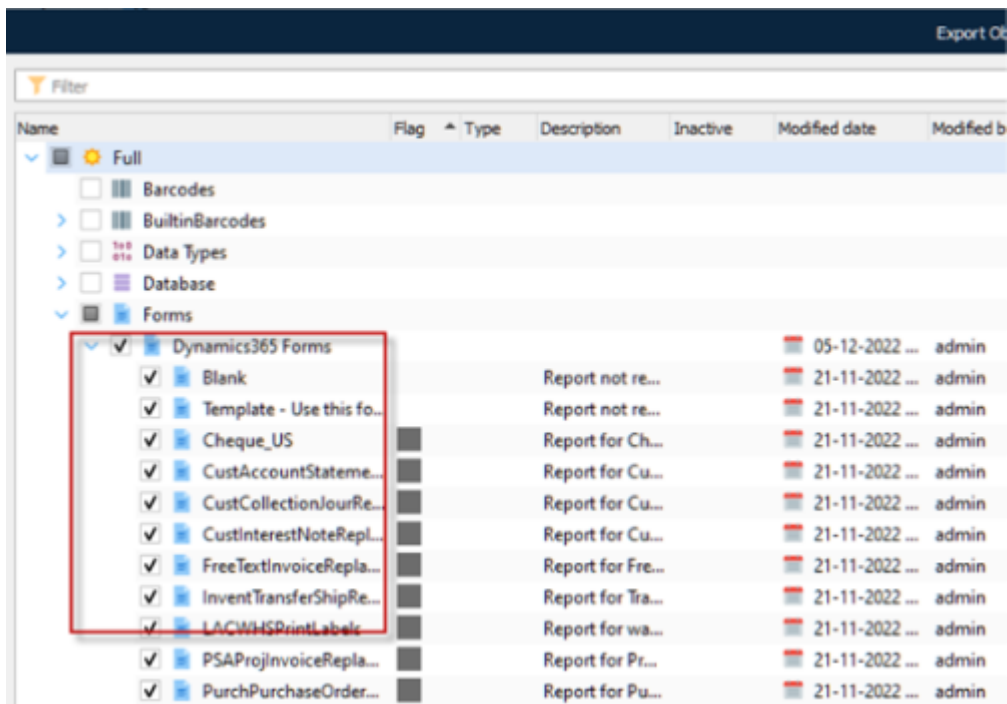 Export Ob
Filter
Name Flag Type Description Inactive Modified date Modified b
Full
Barcodes
BuiltinBarcodes
Data Types
Database
Forms
Dynamics365 Forms 05-12-2022 ... admin
Blank Report not re... 21-11-2022 ... admin
Template - Use this fo... Report not re... 21-11-2022 ... admin
Cheque_US Report for Ch... 21-11-2022 ... admin
CustAccountStateme... Report for Cu... 21-11-2022 ... admin
CustCollectionJourRe... Report for Cu... 21-11-2022 ... admin
CustInterestNoteRepl... Report for Cu... 21-11-2022 ... admin
FreeTextInvoiceRepla... Report for Fre... 21-11-2022 ... admin
InventTransferShipRe... Report for Tra... 21-11-2022 ... admin
LACWHSPrintLabels Report for wa... 21-11-2022 ... admin
PSAProjInvoiceRepla... Report for Pr... 21-11-2022 ... admin
PurchPurchaseOrder... Report for Pu... 21-11-2022 ... admin